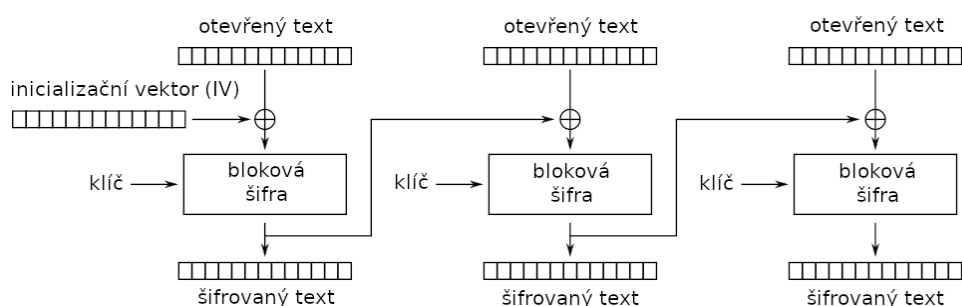 otevřený text
otevřený text
otevřený text
inicializační vektor (IV)
bloková
šifra
klíč
bloková
šifra
klíč
bloková
šifra
klíč
šifrovaný text
šifrovaný text
šifrovaný text